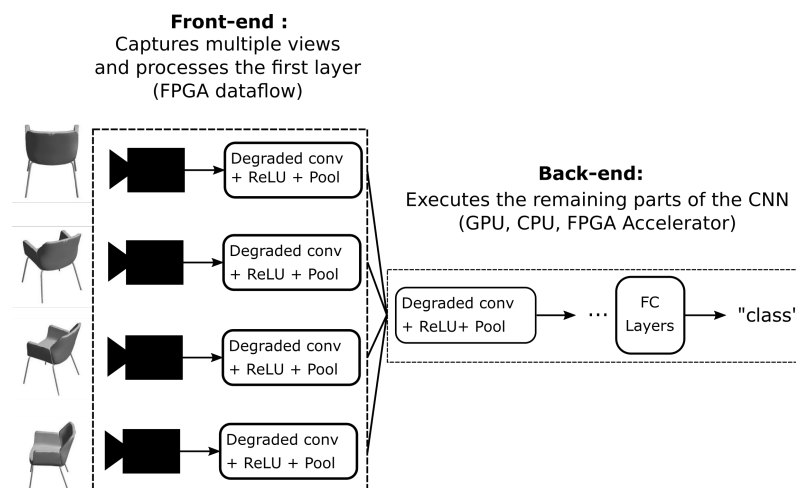 Front-end :
Captures multiple views
and processes the first layer
(FPGA dataflow)
Degraded conv
+ ReLU + Pool
Degraded conv
+ ReLU + Pool
Degraded conv
+ ReLU + Pool
Degraded conv
+ ReLU + Pool
Back-end:
Executes the remaining parts of the CNN
(GPU, CPU, FPGA Accelerator)
Degraded conv
+ ReLU+ Pool
...
FC
Layers
"class"